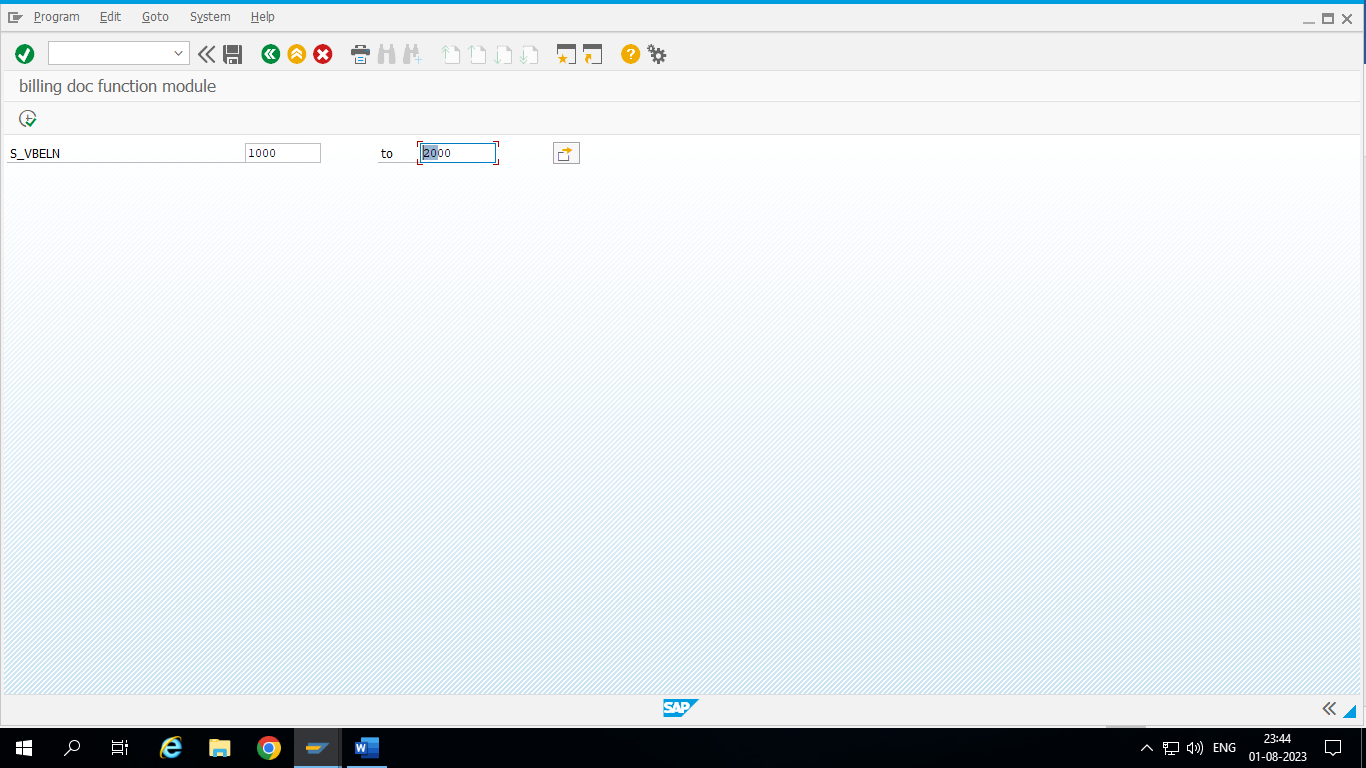 Program Edit Goto System Help
billing doc function module
S_VBELN 1000 to 2000
SAP
23:44
ENG
01-08-2023